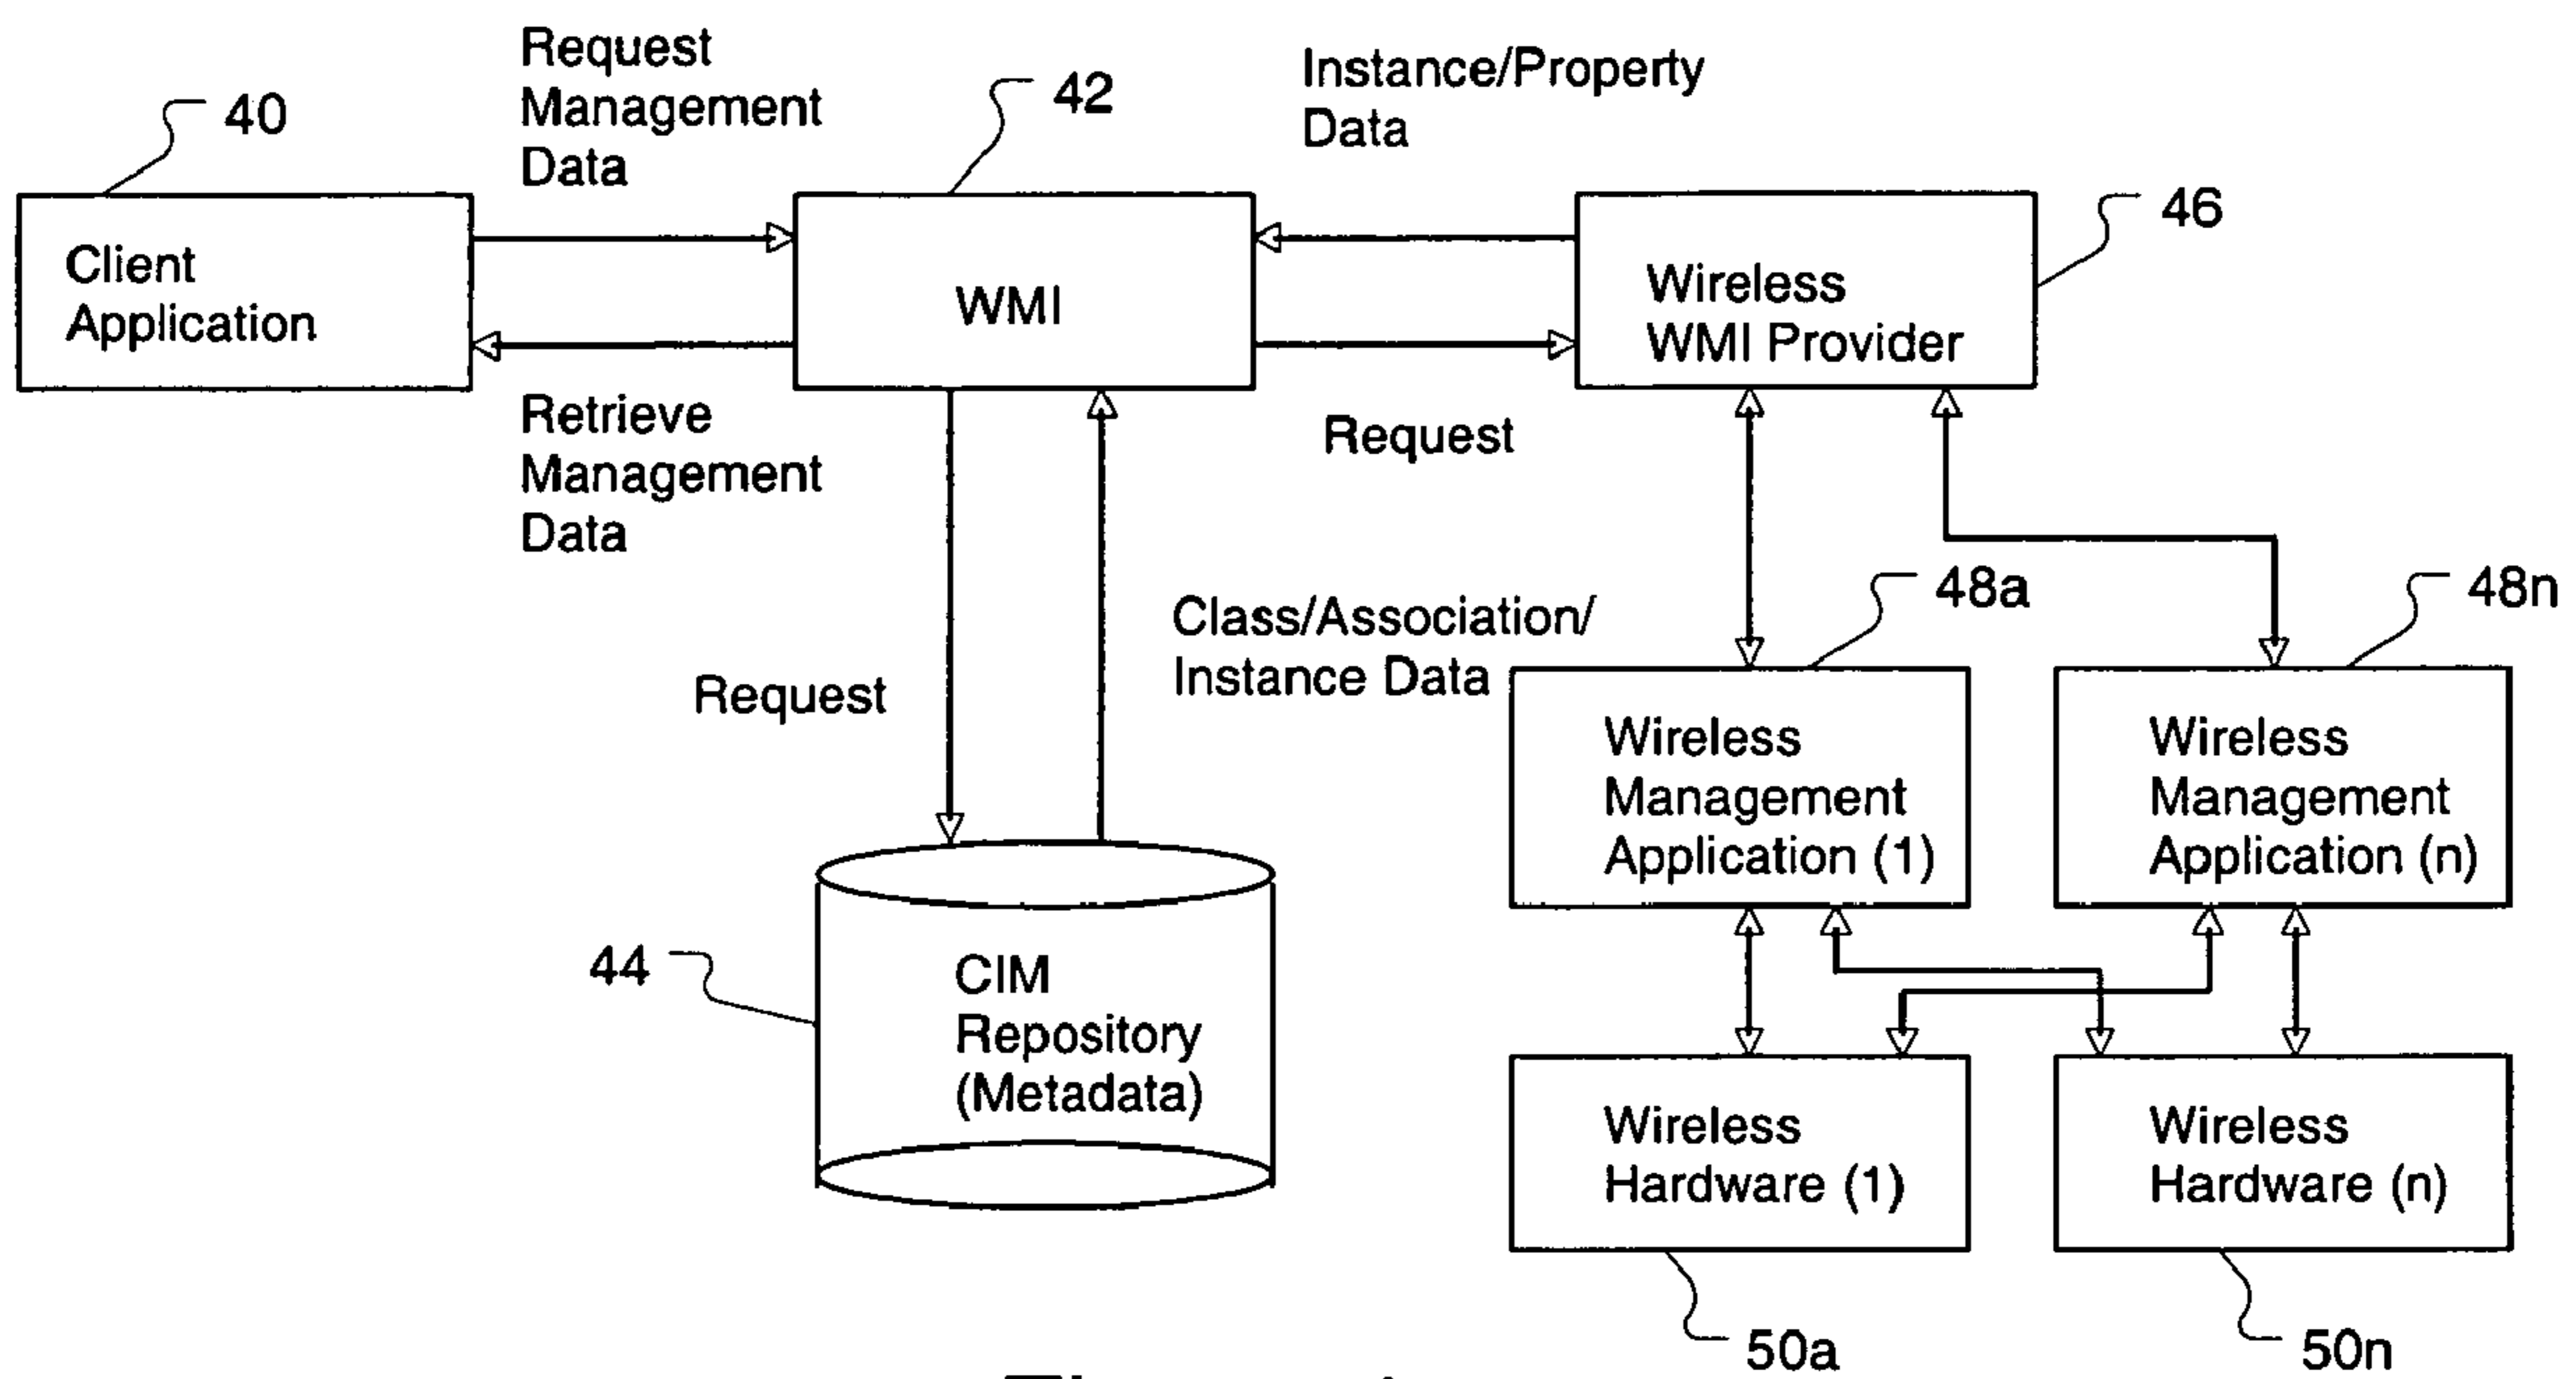 Request
Management
Data
40
42
Instance/Property
Data
46
Client
Application
WMI
Wireless
WMI Provider
Retrieve
Management
Data
Request
48a
48n
Class/Association/
Instance Data
Request
Wireless
Management
Application (1)
Wireless
Management
Application (n)
44
CIM
Repository
(Metadata)
Wireless
Hardware (1)
Wireless
Hardware (n)
50a
50n